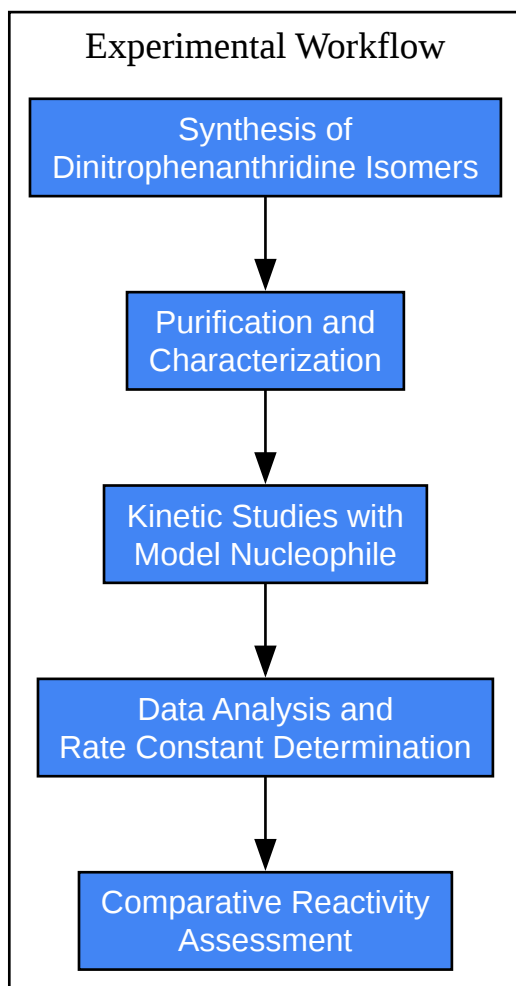 Experimental Workflow
Synthesis of
Dinitrophenanthridine Isomers
Purification and
Characterization
Kinetic Studies with
Model Nucleophile
Data Analysis and
Rate Constant Determination
Comparative Reactivity
Assessment